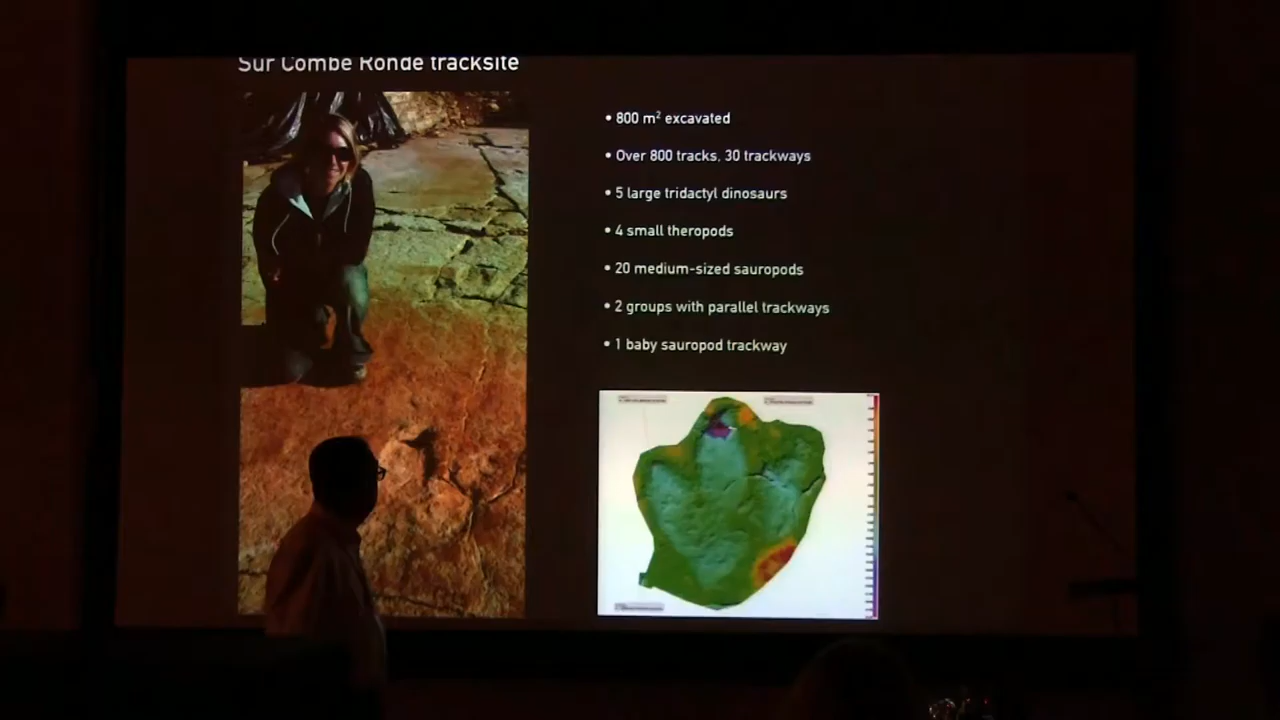 Sur Combe Ronde tracksite
• 800 m² excavated
• Over 800 tracks, 30 trackways
• 5 large tridactyl dinosaurs
• 4 small theropods
• 20 medium-sized sauropods
• 2 groups with parallel trackways
• 1 baby sauropod trackway